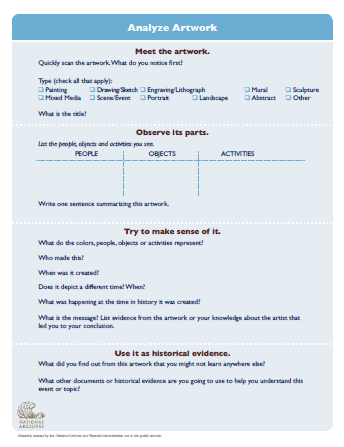 Analyze Artwork
Meet the artwork.
Quickly scan the artwork. What do you notice first?
Type (check all that apply):
Painting Drawing/Sketch Engraving/Lithograph Mural Sculpture
Mixed Media Scene/Event Portrait Landscape Abstract Other
What is the title?
Observe its parts.
List the people, objects and activities you see.
PEOPLE OBJECTS ACTIVITIES
Write one sentence summarizing this artwork.
Try to make sense of it.
What do the colors, people, objects or activities represent?
Who made this?
When was it created?
Does it depict a different time? When?
What was happening at the time in history it was created?
What is the message? List evidence from the artwork or your knowledge about the artist that
led you to your conclusion.
Use it as historical evidence.
What did you find out from this artwork that you might not learn anywhere else?
What other documents or historical evidence are you going to use to help you understand this
event or topic?
NATIONAL
ARCHIVES
Materials created by the National Archives and Records Administration are in the public domain.